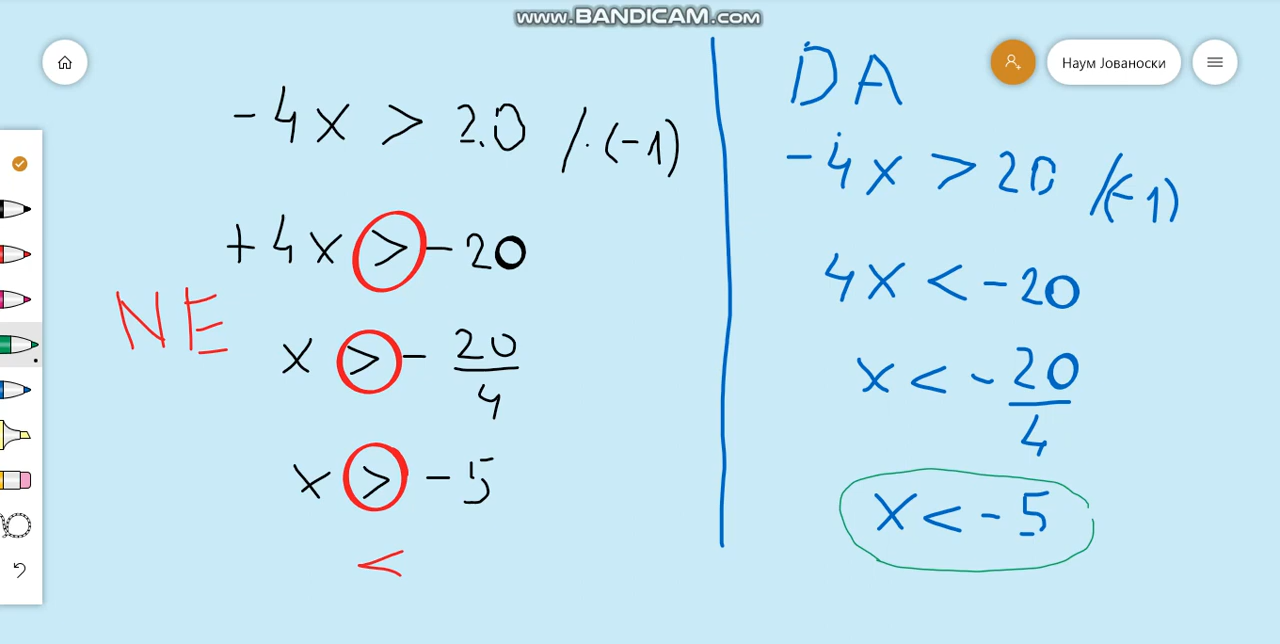 www.BANDICAM.com
Наум Јованоски
-4x > 20 /·(-1)
+4x > -20
NE
x > - 20/4
x > -5
<
DA
-4x > 20 /(-1)
4x < -20
x < - 20/4
x < -5